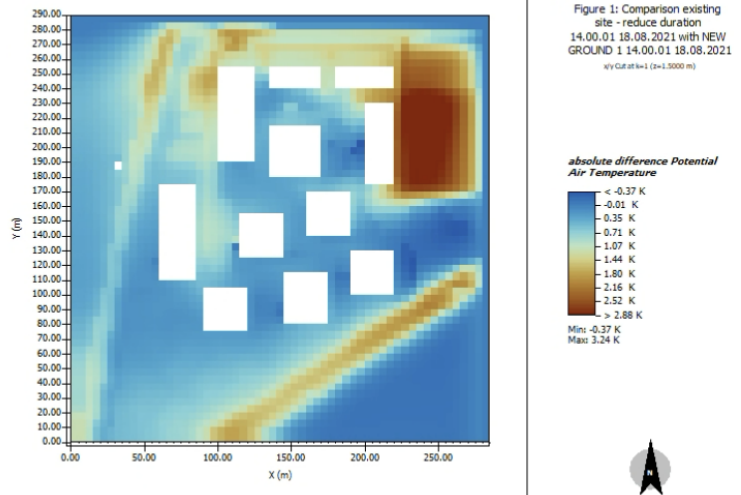 290.00
280.00
270.00
260.00
250.00
240.00
230.00
220.00
210.00
200.00
190.00
180.00
170.00
160.00
150.00
140.00
130.00
120.00
110.00
100.00
90.00
80.00
70.00
60.00
50.00
40.00
30.00
20.00
10.00
0.00
Y (m)
0.00 50.00 100.00 150.00 200.00 250.00
X (m)
Figure 1: Comparison existing
site - reduce duration
14.00.01 18.08.2021 with NEW
GROUND 1 14.00.01 18.08.2021
x/y Cut at k=1 (z=1.5000 m)
absolute difference Potential
Air Temperature
< -0.37 K
-0.01 K
0.35 K
0.71 K
1.07 K
1.44 K
1.80 K
2.16 K
2.52 K
> 2.88 K
Min: -0.37 K
Max: 3.24 K
N